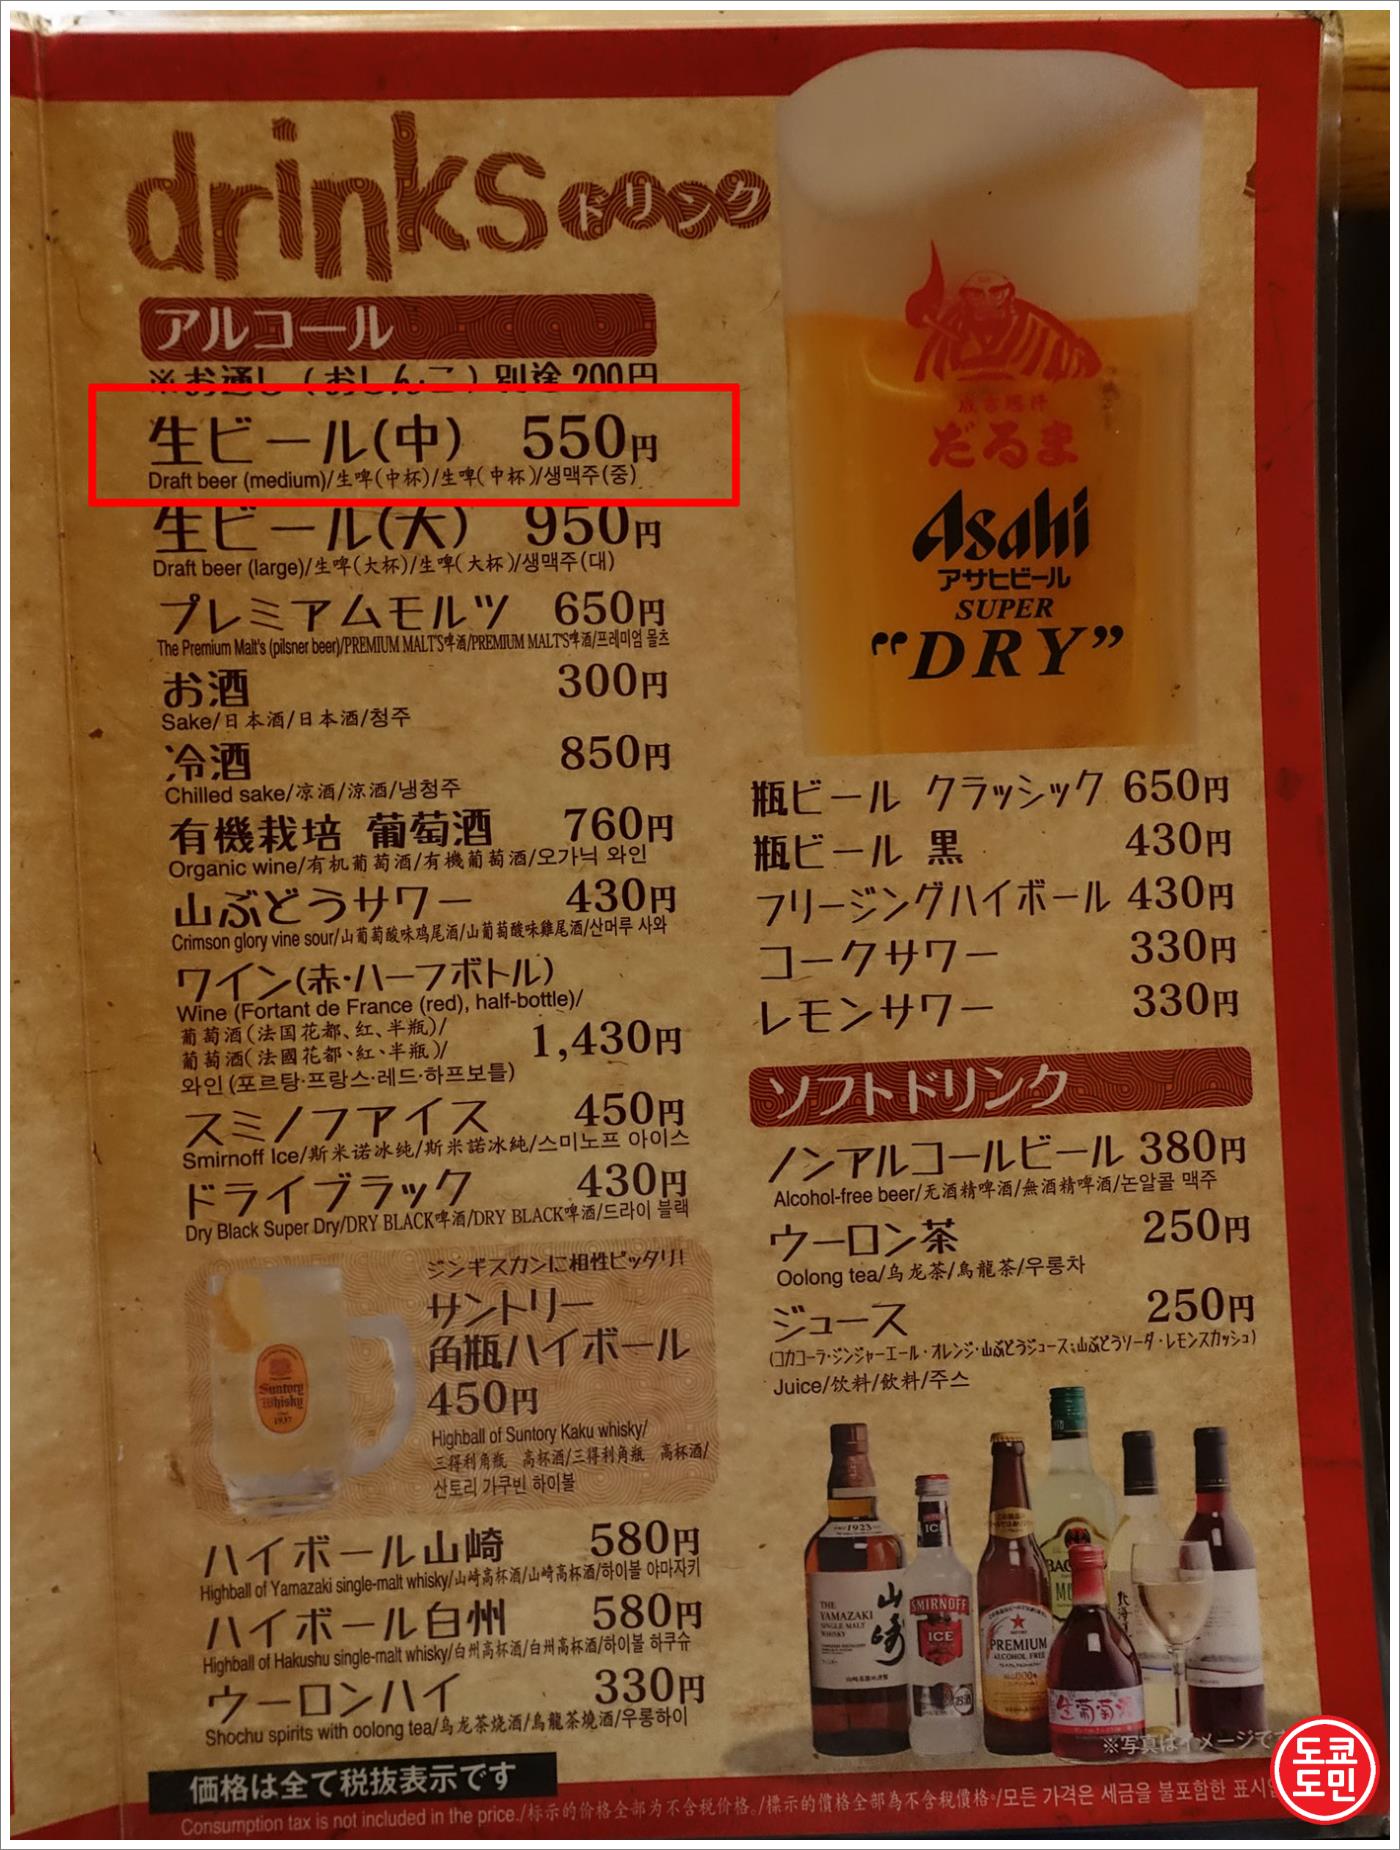 drinks ドリンク
アルコール
※お通し(おしんこ)別途 200円
生ビール(中) 550円
Draft beer (medium)/生啤(中杯)/生啤(中杯)/생맥주(중)
生ビール(大) 950円
Draft beer (large)/生啤(大杯)/生啤(大杯)/생맥주(대)
プレミアムモルツ 650円
The Premium Malt's (pilsner beer)/PREMIUM MALT'S啤酒/PREMIUM MALT'S啤酒/프레미엄 몰츠
お酒 300円
Sake/日本酒/日本酒/청주
冷酒 850円
Chilled sake/凉酒/涼酒/냉청주
有機栽培 葡萄酒 760円
Organic wine/有机葡萄酒/有機葡萄酒/오가닉 와인
山ぶどうサワー 430円
Crimson glory vine sour/山葡萄酸味鸡尾酒/山葡萄酸味雞尾酒/산머루 사와
ワイン(赤・ハーフボトル)
Wine (Fortant de France (red), half-bottle)/
葡萄酒(法国花都、红、半瓶)/
葡萄酒(法國花都、紅、半瓶)/
와인(포르탕·프랑스·레드·하프보틀)
1,430円
スミノフアイス 450円
Smirnoff Ice/斯米诺冰纯/斯米諾冰純/스미노프 아이스
ドライブラック 430円
Dry Black Super Dry/DRY BLACK啤酒/DRY BLACK啤酒/드라이 블랙
ジンギスカンに相性ピッタリ!
サントリー
角瓶ハイボール
450円
Highball of Suntory Kaku whisky/
三得利角瓶 高杯酒/三得利角瓶 高杯酒/
산토리 가쿠빈 하이볼
Suntory
Whisky
1937
ハイボール山崎 580円
Highball of Yamazaki single-malt whisky/山崎高杯酒/山崎高杯酒/하이볼 야마자키
ハイボール白州 580円
Highball of Hakushu single-malt whisky/白州高杯酒/白州高杯酒/하이볼 하쿠슈
ウーロンハイ 330円
Shochu spirits with oolong tea/乌龙茶烧酒/烏龍茶燒酒/우롱하이
価格は全て税抜表示です
Consumption tax is not included in the price./标示的价格全部为不含税价格。/標示的價格全部為不含税價格。/모든 가격은 세금을 불포함한 표시
だるま
Asahi
アサヒビール
SUPER
"DRY"
瓶ビール クラッシック 650円
瓶ビール 黒 430円
フリージングハイボール 430円
コークサワー 330円
レモンサワー 330円
ソフトドリンク
ノンアルコールビール 380円
Alcohol-free beer/无酒精啤酒/無酒精啤酒/논알콜 맥주
ウーロン茶 250円
Oolong tea/乌龙茶/烏龍茶/우롱차
ジュース 250円
(コカコーラ・ジンジャーエール・オレンジ・山ぶどうジュース・山ぶどうソーダ・レモンスカッシュ)
Juice/饮料/飲料/주스
1923
THE
YAMAZAKI
SINGLE MALT
WHISKY
山崎
ICE
SMIRNOFF
ICE
PREMIUM
ALCOHOL FREE
生葡萄酒
※写真はイメージです
도쿄
도민